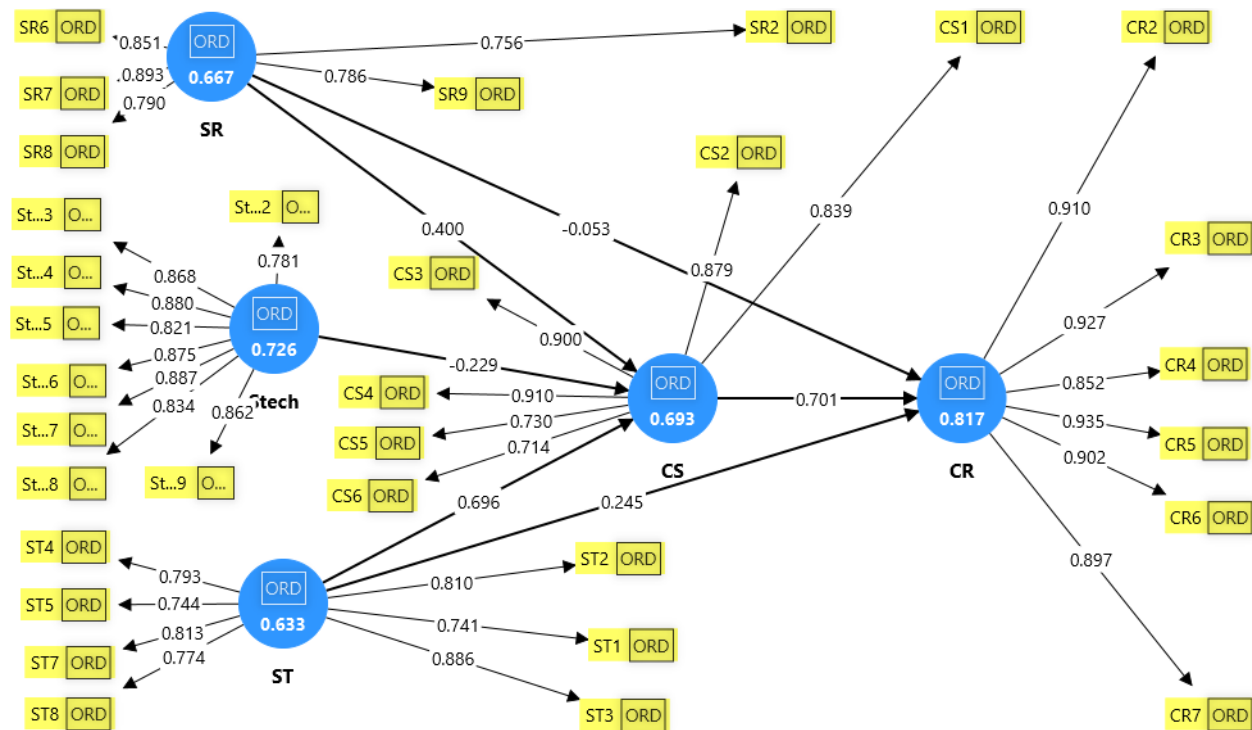 SR6 ORD
0.851
ORD
0.667
SR
0.756
SR2 ORD
CS1 ORD
CR2 ORD
SR7 ORD
0.893
0.786
SR9 ORD
0.790
SR8 ORD
CS2 ORD
St...3 O...
St...2 O...
0.781
0.400
-0.053
0.839
0.910
CR3 ORD
St...4 O...
0.868
CS3 ORD
0.879
0.880
St...5 O...
0.821
ORD
0.726
0.900
0.927
St...6 O...
0.875
-0.229
CR4 ORD
0.852
St...7 O...
0.887
0.834
0.862
CS4 ORD
0.910
ORD
0.693
CS
0.701
ORD
0.817
CR
CS5 ORD
0.730
0.935
CR5 ORD
St...8 O...
St...9 O...
0.714
CS6 ORD
0.902
CR6 ORD
0.696
0.245
ST4 ORD
0.793
ORD
0.633
ST
0.810
ST2 ORD
0.897
ST5 ORD
0.744
0.741
ST1 ORD
ST7 ORD
0.813
0.886
ST8 ORD
0.774
ST3 ORD
CR7 ORD